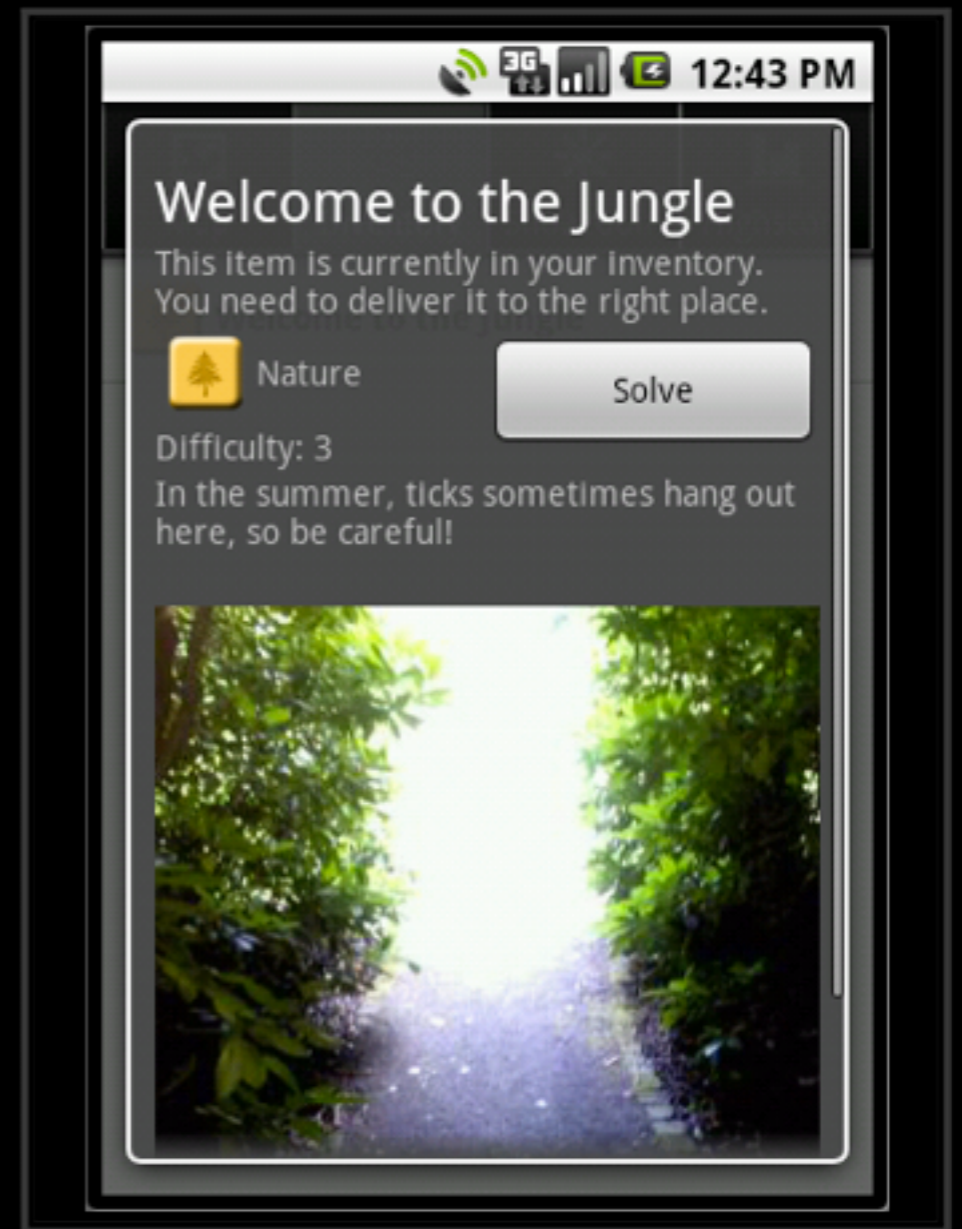 3G 12:43 PM
Welcome to the Jungle
This item is currently in your inventory.
You need to deliver it to the right place.
Nature
Solve
Difficulty: 3
In the summer, ticks sometimes hang out
here, so be careful!